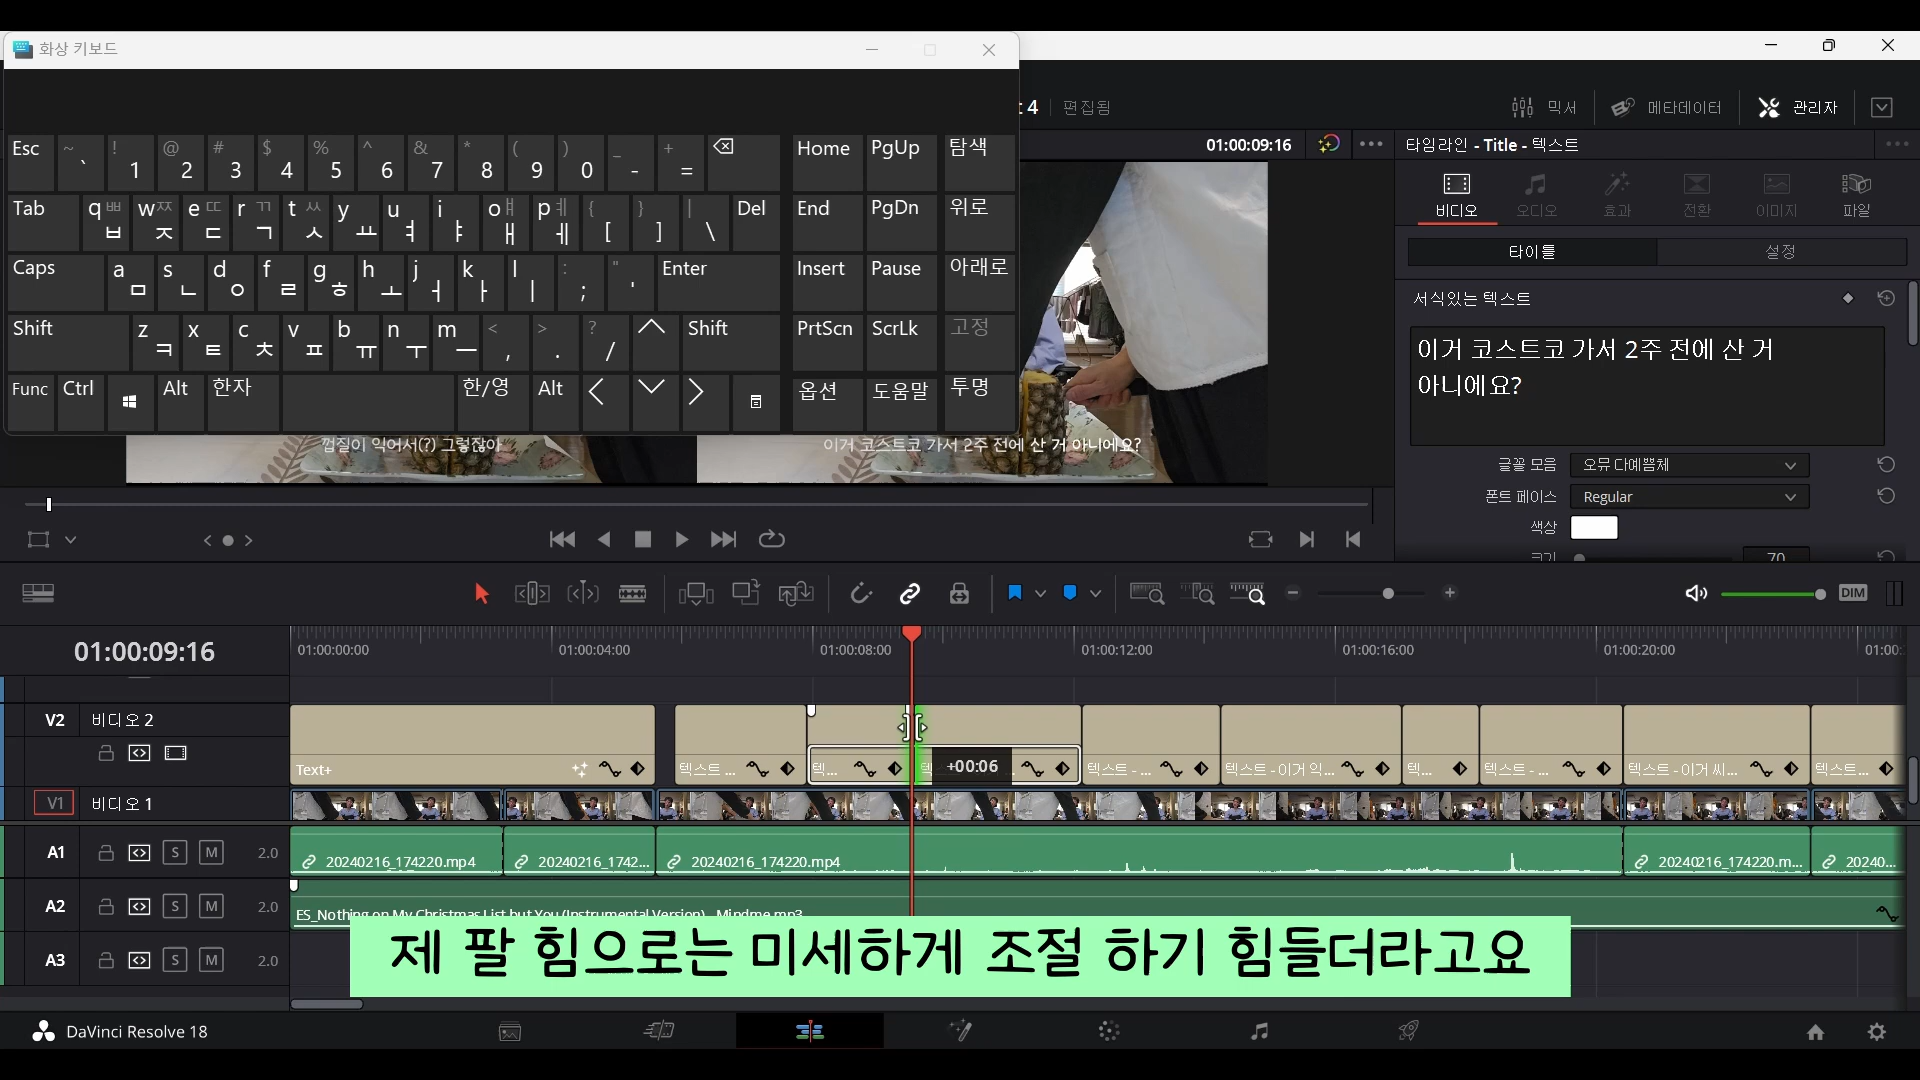 화상 키보드
t 4 편집됨
믹서 메타데이터 관리자
01:00:09:16
타임라인 - Title - 텍스트
비디오 오디오 효과 전환 이미지 파일
타이틀 설정
서식있는 텍스트
이거 코스트코 가서 2주 전에 산 거
아니에요?
글꼴 모음 오뮤 다예쁨체
폰트 페이스 Regular
색상
크기 70
Esc ~ ` ! 1 @ 2 # 3 $ 4 % 5 ^ 6 & 7 * 8 ( 9 ) 0 _ - + = Home PgUp 탐색
Tab q ㅃ ㅂ w ㅉ ㅈ e ㄸ ㄷ r ㄲ ㄱ t ㅆ ㅅ y ㅛ u ㅕ i ㅑ o ㅒ ㅐ p ㅖ ㅔ { [ } ] | \ Del End PgDn 위로
Caps a ㅁ s ㄴ d ㅇ f ㄹ g ㅎ h ㅗ j ㅓ k ㅏ l ㅣ : ; " ' Enter Insert Pause 아래로
Shift z ㅋ x ㅌ c ㅊ v ㅍ b ㅠ n ㅜ m ㅡ < , > . ? / Shift PrtScn ScrLk 고정
Func Ctrl Alt 한자 한/영 Alt 옵션 도움말 투명
껍질이 익어서(?) 그렇잖아
이거 코스트코 가서 2주 전에 산 거 아니에요?
DIM
01:00:09:16
01:00:00:00 01:00:04:00 01:00:08:00 01:00:12:00 01:00:16:00 01:00:20:00 01:00:
V2 비디오 2
Text+ 텍스트 ... 텍... +00:06 텍스트 - ... 텍스트 - 이거 익... 텍... 텍스트 - ... 텍스트 - 이거 씨... 텍스트...
V1 비디오 1
A1 S M 2.0 20240216_174220.mp4 20240216_1742... 20240216_174220.mp4 20240216_174220.m... 20240...
A2 S M 2.0
ES_Nothing on My Christmas List but You (Instrumental Version) - Mindme.mp3
A3 S M 2.0
제 팔 힘으로는 미세하게 조절 하기 힘들더라고요
DaVinci Resolve 18